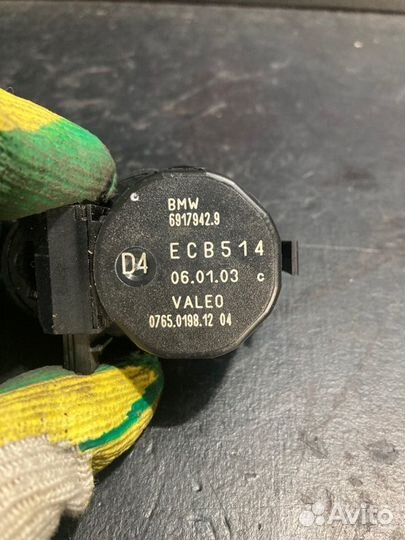 BMW
6917942.9
D4
ECB514
06.01.03 c
VALEO
0765.0198.12 04
Avito